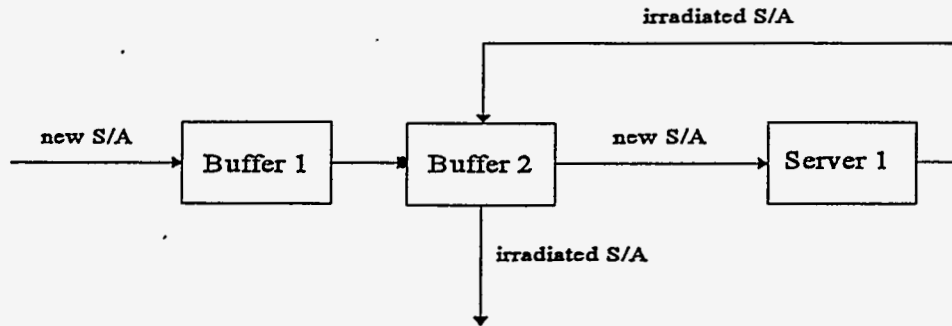 irradiated S/A
new S/A
Buffer 1
Buffer 2
new S/A
Server 1
irradiated S/A